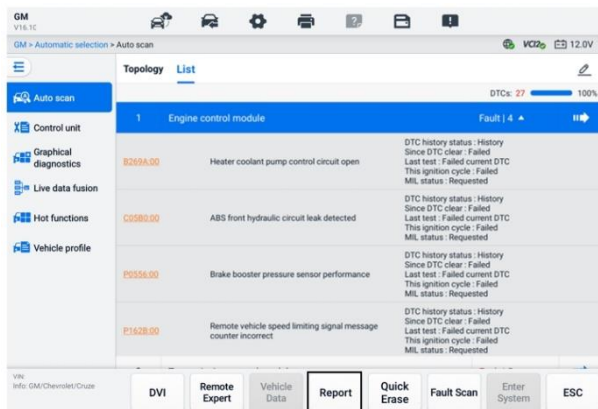 GM
V16.10
GM > Automatic selection > Auto scan
VCI2
12.0V
Topology List
DTCs: 27 100%
Auto scan
Control unit
Graphical
diagnostics
Live data fusion
Hot functions
Vehicle profile
1 Engine control module Fault | 4
B269A:00 Heater coolant pump control circuit open
DTC history status : History
Since DTC clear : Failed
Last test : Failed current DTC
This ignition cycle : Failed
MIL status : Requested
C05B0:00 ABS front hydraulic circuit leak detected
DTC history status : History
Since DTC clear : Failed
Last test : Failed current DTC
This ignition cycle : Failed
MIL status : Requested
P0556:00 Brake booster pressure sensor performance
DTC history status : History
Since DTC clear : Failed
Last test : Failed current DTC
This ignition cycle : Failed
MIL status : Requested
P162B:00 Remote vehicle speed limiting signal message
counter incorrect
DTC history status : History
Since DTC clear : Failed
Last test : Failed current DTC
This ignition cycle : Failed
MIL status : Requested
VIN:
Info: GM/Chevrolet/Cruze
DVI
Remote
Expert
Vehicle
Data
Report
Quick
Erase
Fault Scan
Enter
System
ESC